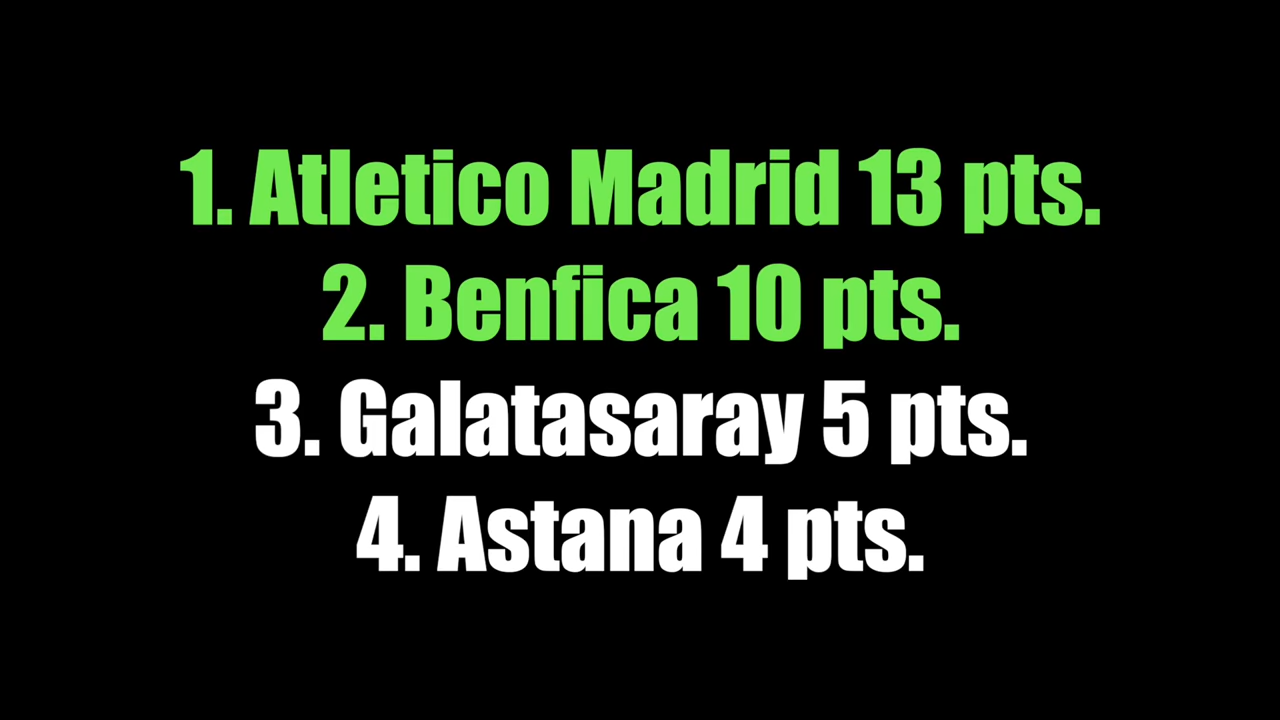 1. Atletico Madrid 13 pts.
2. Benfica 10 pts.
3. Galatasaray 5 pts.
4. Astana 4 pts.